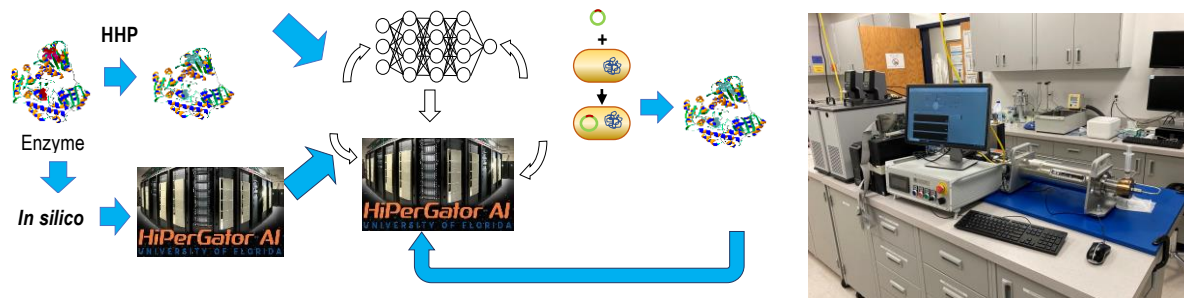 HHP
Enzyme
In silico
HiPerGator AI
UNIVERSITY OF FLORIDA
HiPerGator AI
UNIVERSITY OF FLORIDA
+